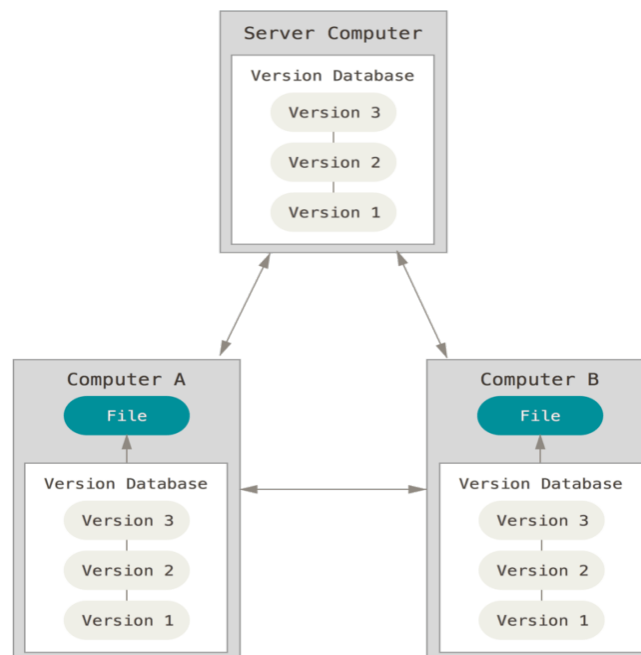 Server Computer
Version Database
Version 3
Version 2
Version 1
Computer A
File
Version Database
Version 3
Version 2
Version 1
Computer B
File
Version Database
Version 3
Version 2
Version 1